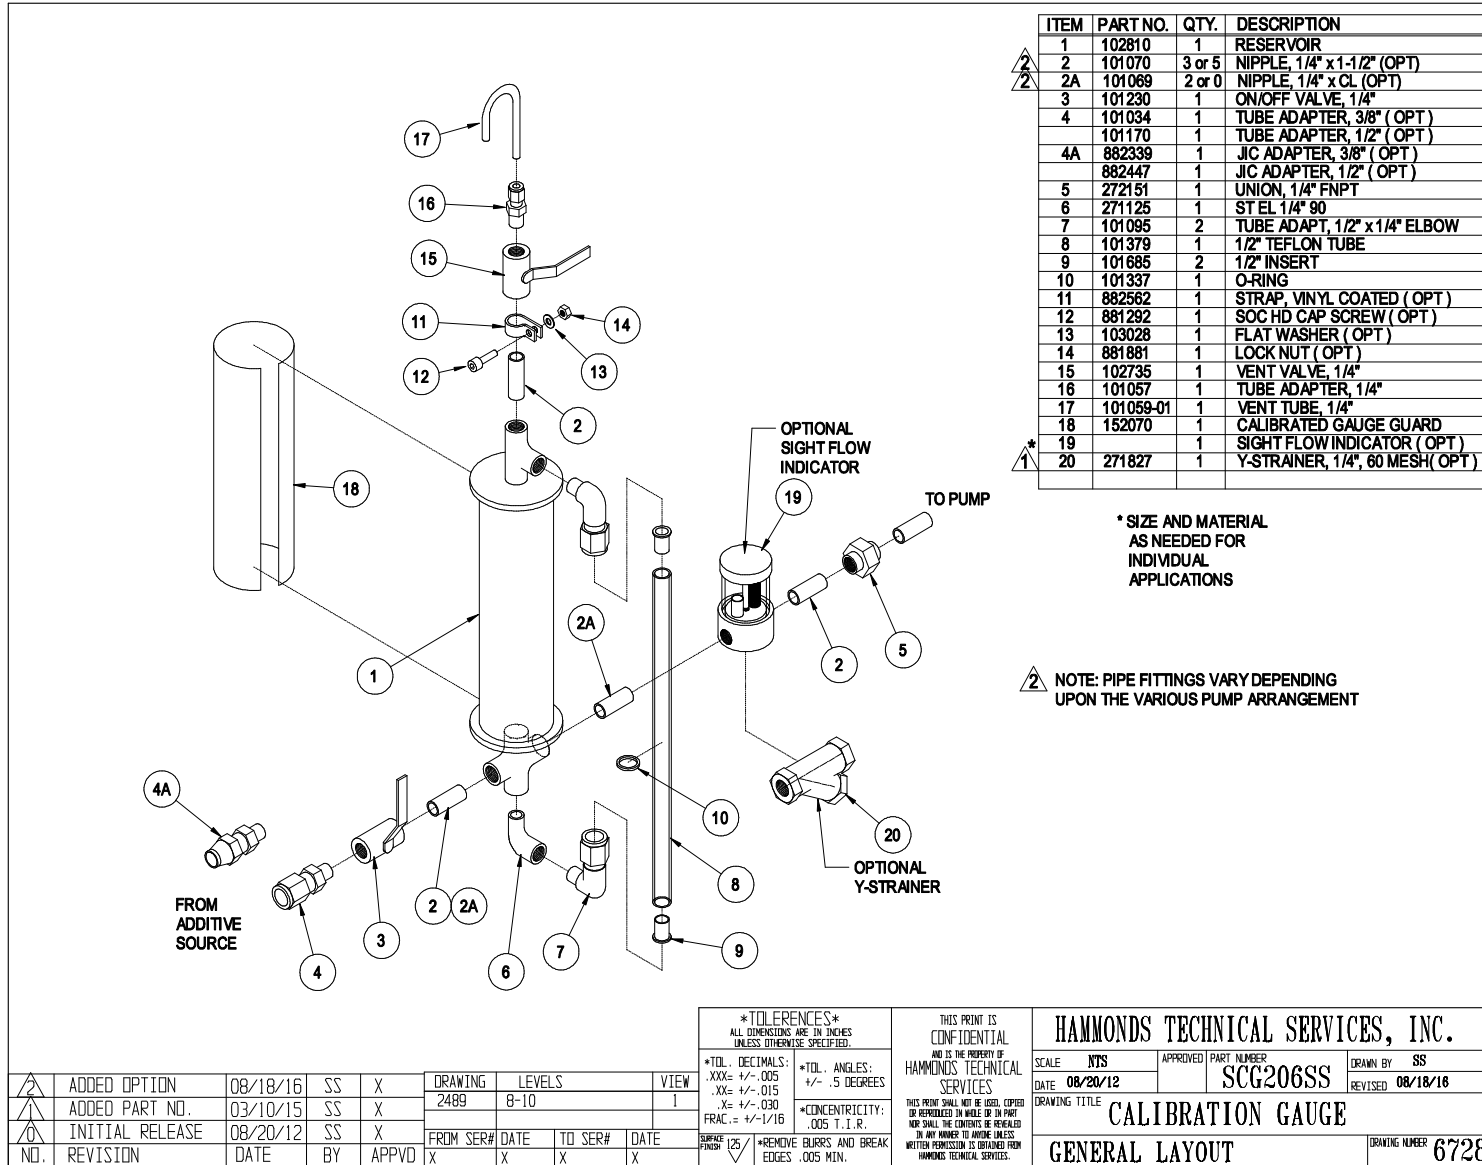 ITEM PART NO. QTY. DESCRIPTION
1 102810 1 RESERVOIR
2 2 101070 3 or 5 NIPPLE, 1/4" x 1-1/2" (OPT)
2 2A 101069 2 or 0 NIPPLE, 1/4" x CL (OPT)
3 101230 1 ON/OFF VALVE, 1/4"
4 101034 1 TUBE ADAPTER, 3/8" ( OPT )
101170 1 TUBE ADAPTER, 1/2" ( OPT )
4A 882339 1 JIC ADAPTER, 3/8" ( OPT )
882447 1 JIC ADAPTER, 1/2" ( OPT )
5 272151 1 UNION, 1/4" FNPT
6 271125 1 ST EL 1/4" 90
7 101095 2 TUBE ADAPT, 1/2" x 1/4" ELBOW
8 101379 1 1/2" TEFLON TUBE
9 101685 2 1/2" INSERT
10 101337 1 O-RING
11 882562 1 STRAP, VINYL COATED ( OPT )
12 881292 1 SOC HD CAP SCREW ( OPT )
13 103028 1 FLAT WASHER ( OPT )
14 881881 1 LOCK NUT ( OPT )
15 102735 1 VENT VALVE, 1/4"
16 101057 1 TUBE ADAPTER, 1/4"
17 101059-01 1 VENT TUBE, 1/4"
18 152070 1 CALIBRATED GAUGE GUARD
* 19 1 SIGHT FLOW INDICATOR ( OPT )
1 20 271827 1 Y-STRAINER, 1/4", 60 MESH( OPT )
* SIZE AND MATERIAL
AS NEEDED FOR
INDIVIDUAL
APPLICATIONS
2 NOTE: PIPE FITTINGS VARY DEPENDING
UPON THE VARIOUS PUMP ARRANGEMENT
17
16
15
11
14
12
13
2
18
OPTIONAL
SIGHT FLOW
INDICATOR
19
TO PUMP
2A
2
5
1
4A
10
20
OPTIONAL
Y-STRAINER
8
2 2A
FROM
ADDITIVE
SOURCE
3
4
6
7
9
2 ADDED OPTION 08/18/16 SS X
1 ADDED PART NO. 03/10/15 SS X
0 INITIAL RELEASE 08/20/12 SS X
NO. REVISION DATE BY APPVD
DRAWING LEVELS VIEW
2489 8-10 1
FROM SER# DATE TO SER# DATE
X X X X
*TOLERENCES*
ALL DIMENSIONS ARE IN INCHES
UNLESS OTHERWISE SPECIFIED.
*TOL. DECIMALS:
.XXX= +/-.005
.XX= +/-.015
.X= +/-.030
FRAC.= +/-1/16
*TOL. ANGLES:
+/- .5 DEGREES
*CONCENTRICITY:
.005 T.I.R.
SURFACE
FINISH 125
*REMOVE BURRS AND BREAK
EDGES .005 MIN.
THIS PRINT IS
CONFIDENTIAL
AND IS THE PROPERTY OF
HAMMONDS TECHNICAL
SERVICES
THIS PRINT SHALL NOT BE USED, COPIED
OR REPRODUCED IN WHOLE OR IN PART
NOR SHALL THE CONTENTS BE REVEALED
IN ANY MANNER TO ANYONE UNLESS
WRITTEN PERMISSION IS OBTAINED FROM
HAMMONDS TECHNICAL SERVICES.
HAMMONDS TECHNICAL SERVICES, INC.
SCALE NTS APPROVED PART NUMBER SCG206SS DRAWN BY SS
DATE 08/20/12 REVISED 08/18/16
DRAWING TITLE CALIBRATION GAUGE
GENERAL LAYOUT DRAWING NUMBER 6728